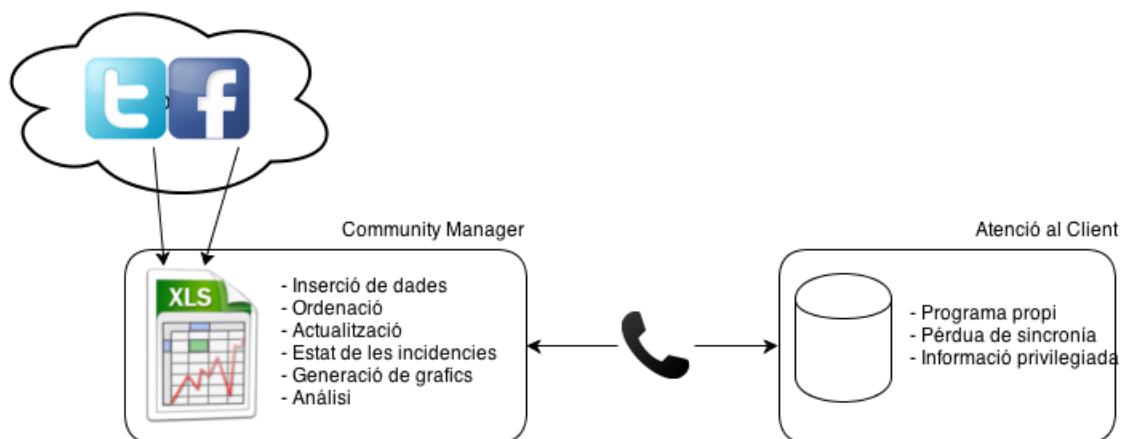 t f
Community Manager
Atenció al Client
XLS
- Inserció de dades
- Ordenació
- Actualització
- Estat de les incidencies
- Generació de grafics
- Análisi
- Programa propi
- Pérdua de sincronía
- Informació privilegiada